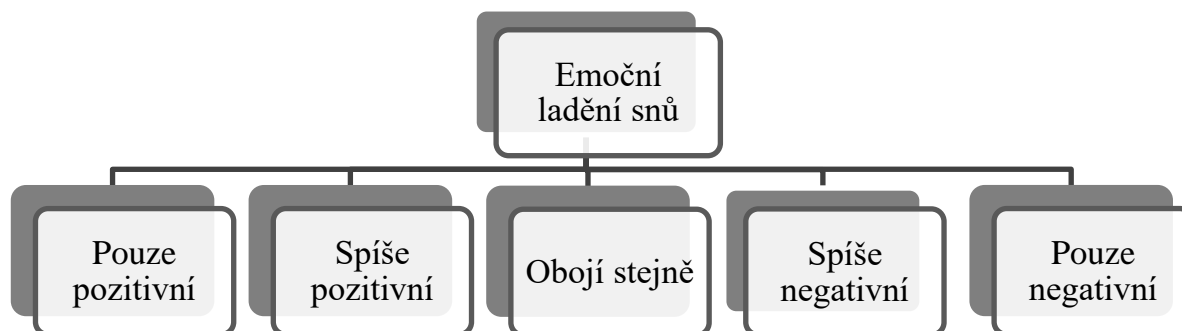 Emoční
ladění snů
Pouze
pozitivní
Spíše
pozitivní
Obojí stejně
Spíše
negativní
Pouze
negativní